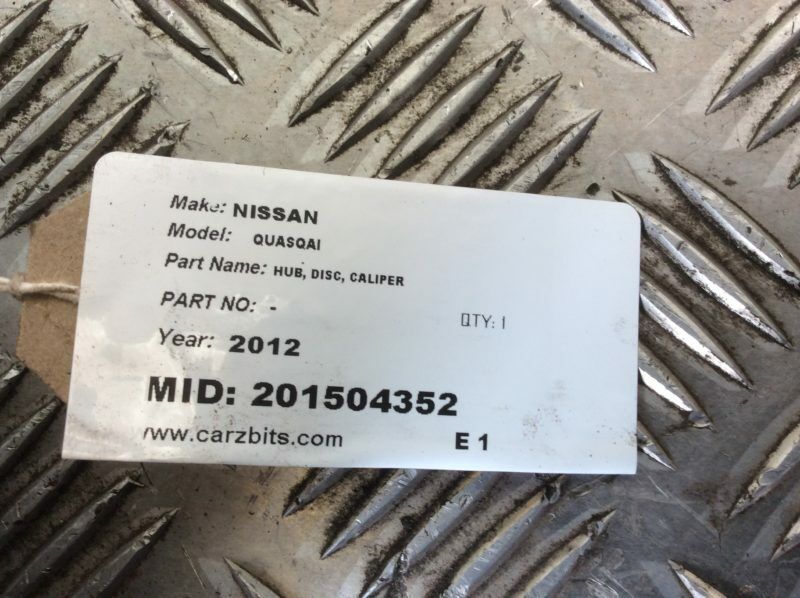 Make: NISSAN
Model: QUASQAI
Part Name: HUB, DISC, CALIPER
PART NO: -
QTY: 1
Year: 2012
MID: 201504352
www.carzbits.com
E 1